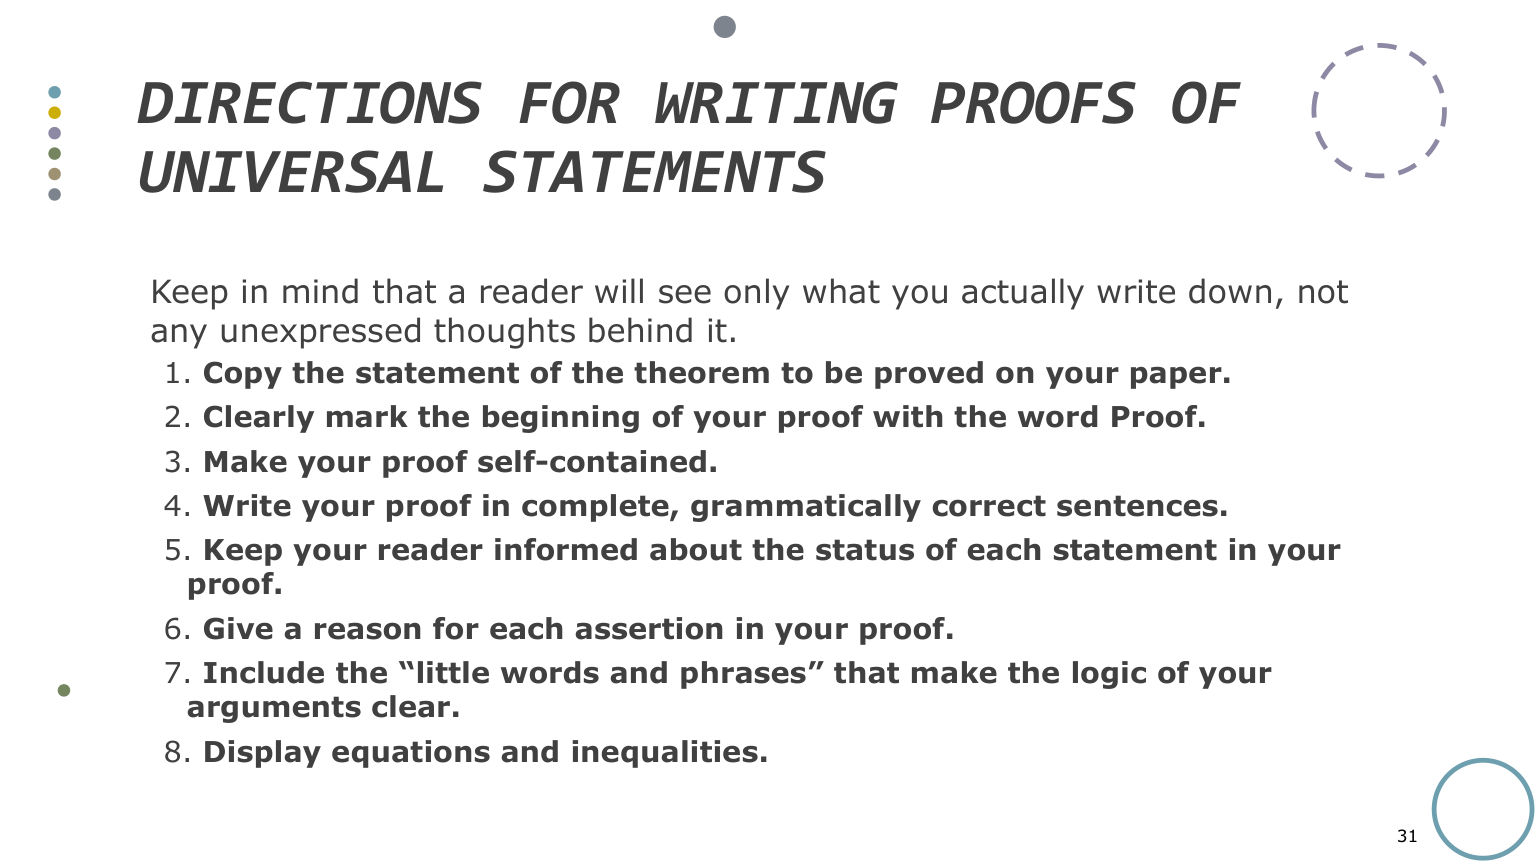 DIRECTIONS FOR WRITING PROOFS OF
UNIVERSAL STATEMENTS
Keep in mind that a reader will see only what you actually write down, not
any unexpressed thoughts behind it.
1. Copy the statement of the theorem to be proved on your paper.
2. Clearly mark the beginning of your proof with the word Proof.
3. Make your proof self-contained.
4. Write your proof in complete, grammatically correct sentences.
5. Keep your reader informed about the status of each statement in your
proof.
6. Give a reason for each assertion in your proof.
7. Include the “little words and phrases” that make the logic of your
arguments clear.
8. Display equations and inequalities.
31